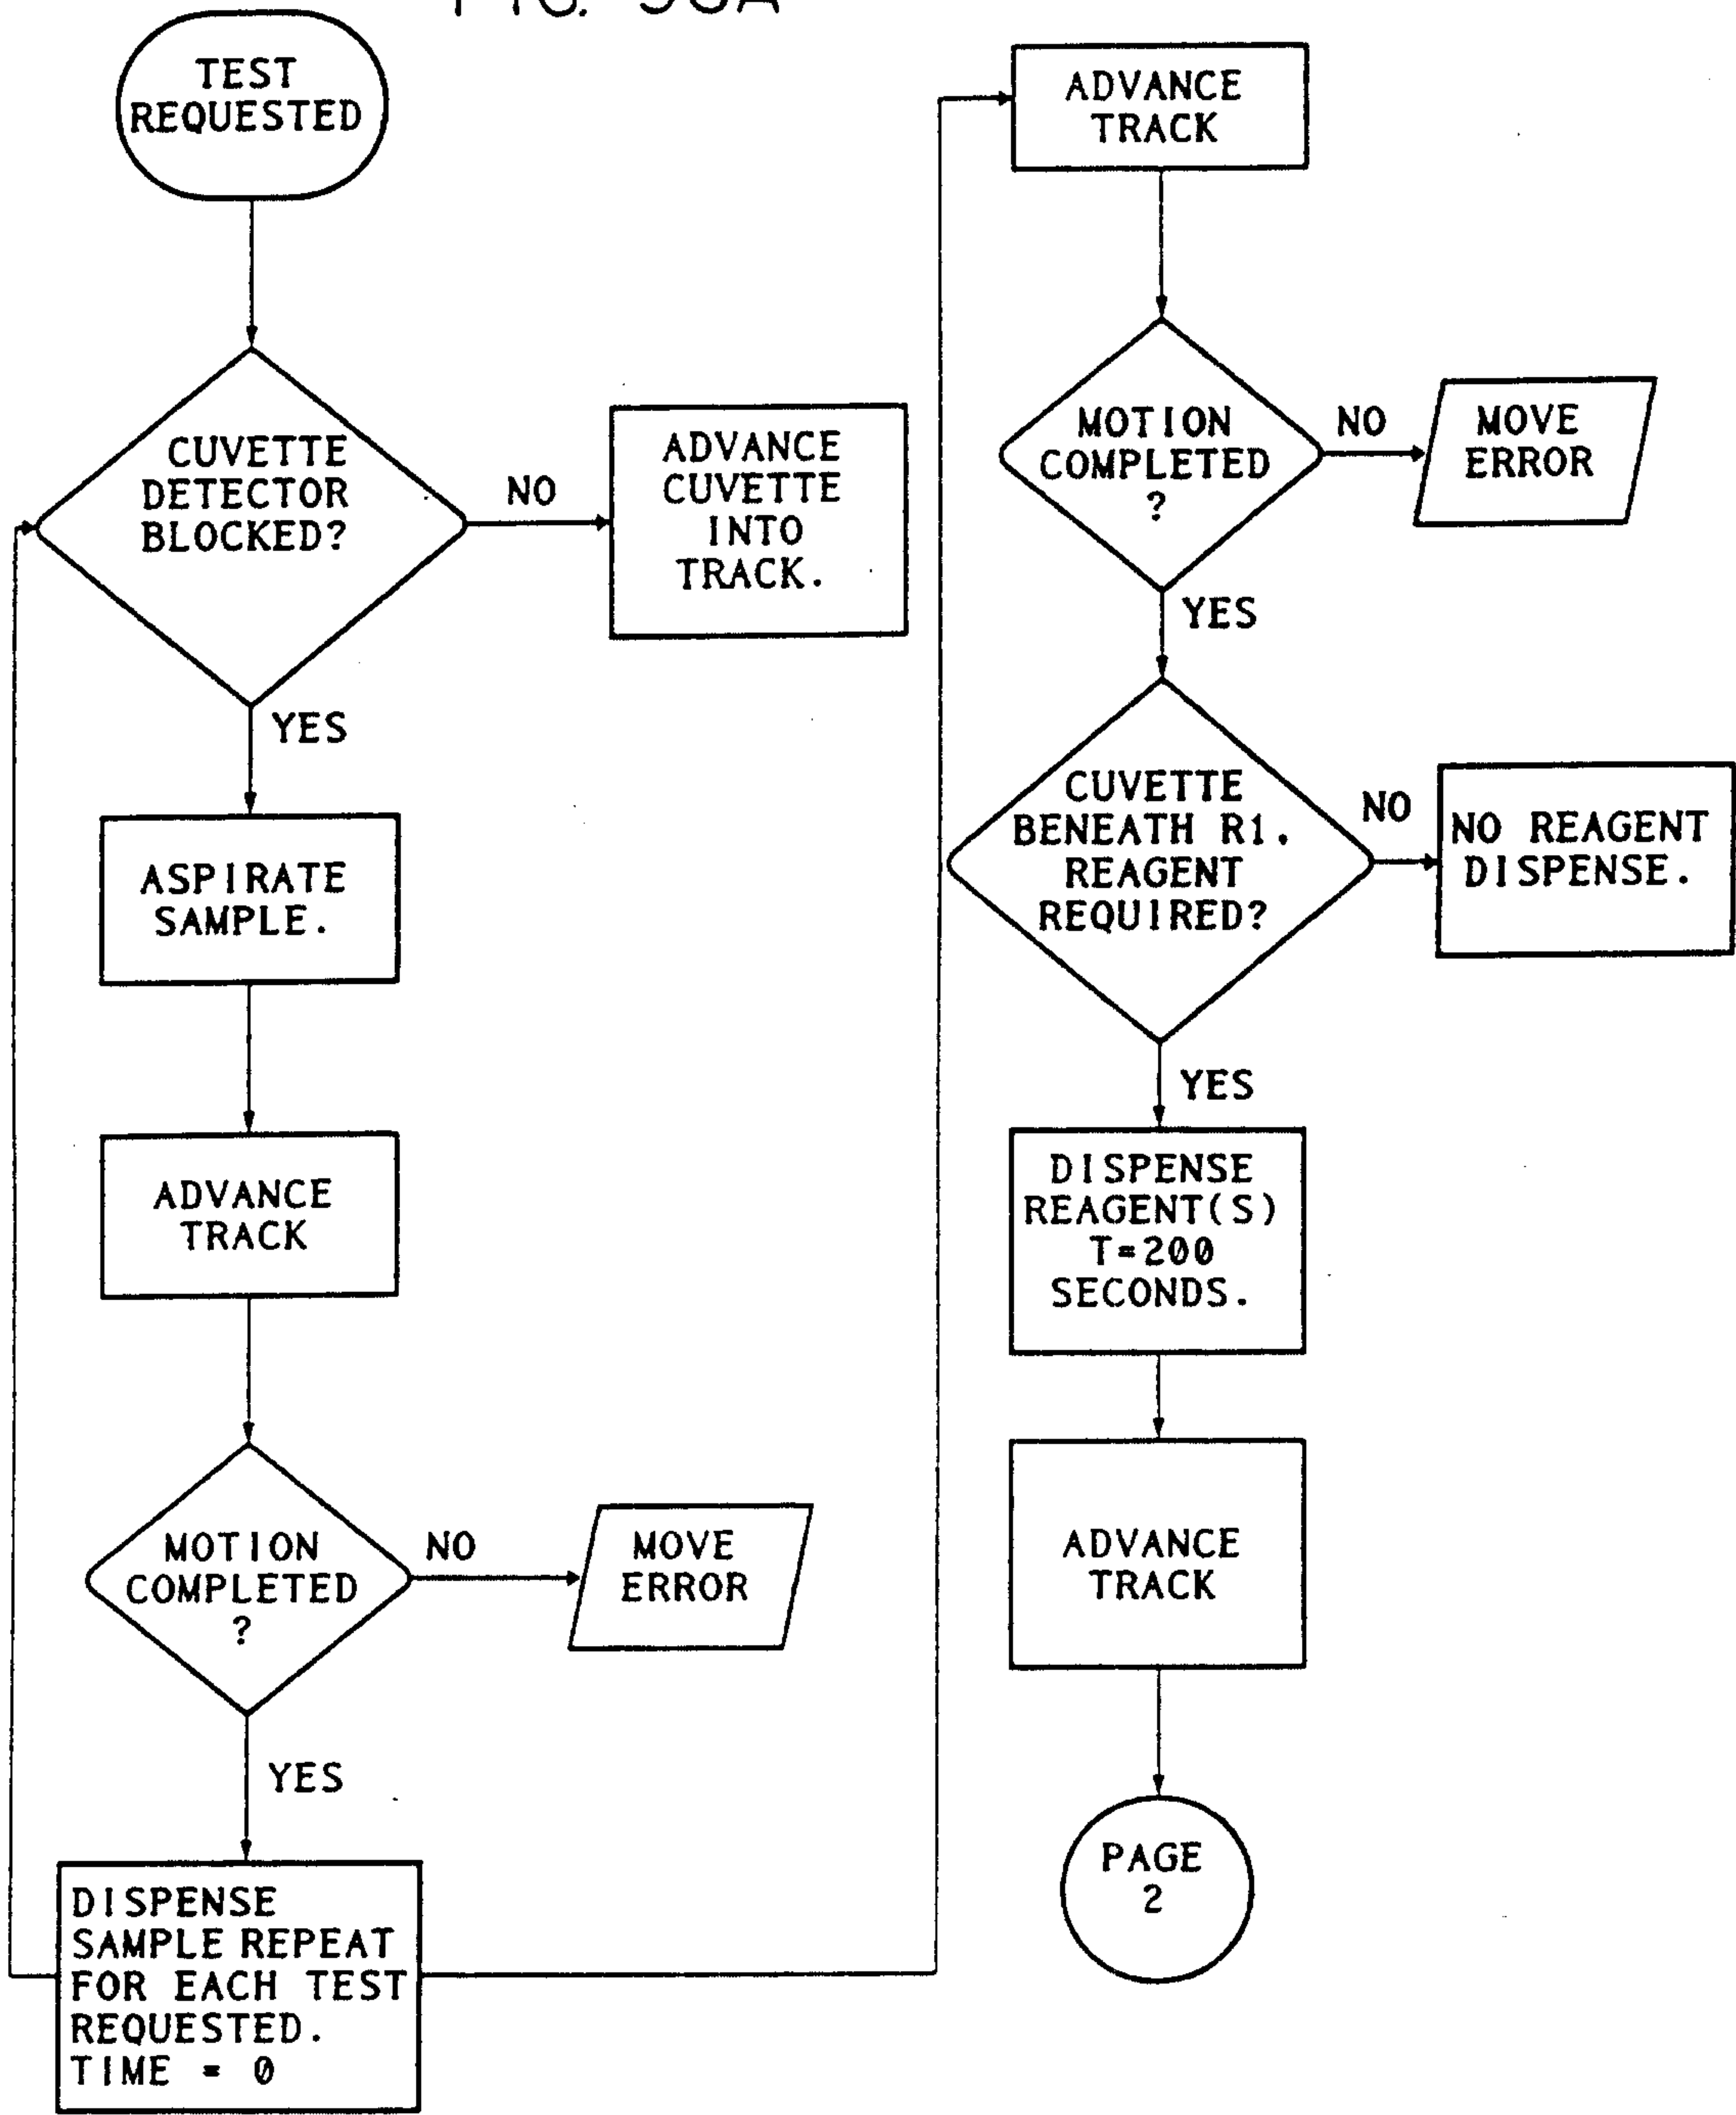 TEST
REQUESTED
CUVETTE
DETECTOR
BLOCKED?
NO
ADVANCE
CUVETTE
INTO
TRACK.
YES
ASPIRATE
SAMPLE.
ADVANCE
TRACK
MOTION
COMPLETED
?
NO
MOVE
ERROR
YES
DISPENSE
SAMPLE REPEAT
FOR EACH TEST
REQUESTED.
TIME = 0
ADVANCE
TRACK
MOTION
COMPLETED
?
NO
MOVE
ERROR
YES
CUVETTE
BENEATH R1.
REAGENT
REQUIRED?
NO
NO REAGENT
DISPENSE.
YES
DISPENSE
REAGENT(S)
T=200
SECONDS.
ADVANCE
TRACK
PAGE
2